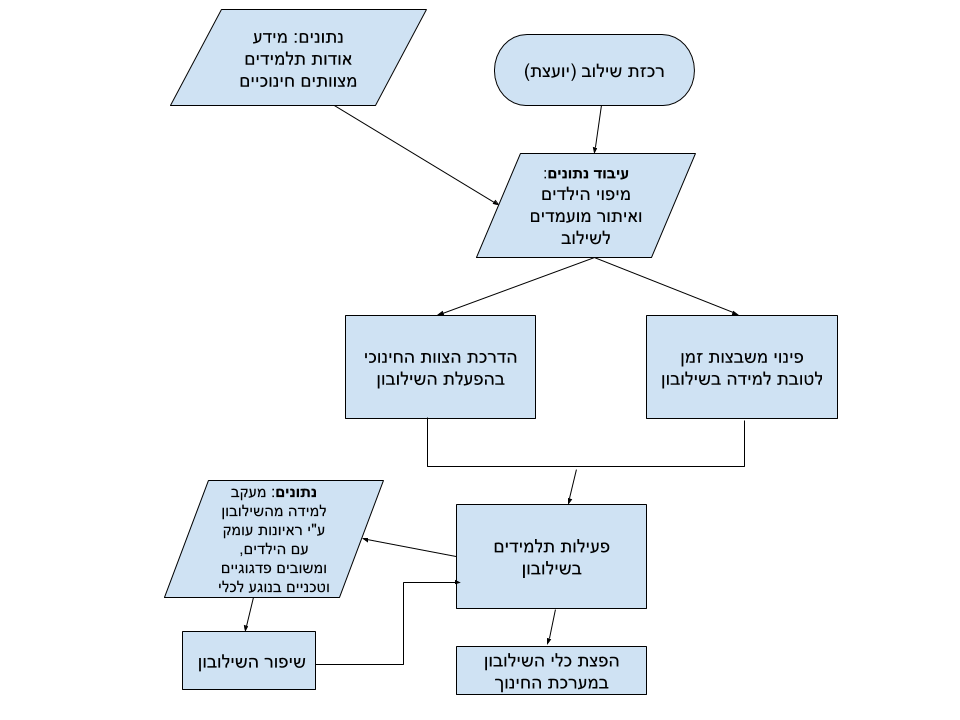 נתונים: מידע
אודות תלמידים
מצוותים חינוכיים
רכזת שילוב (יועצת)
עיבוד נתונים:
מיפוי הילדים
ואיתור מועמדים
לשילוב
הדרכת הצוות החינוכי
בהפעלת השילובון
פינוי משבצות זמן
לטובת למידה בשילובון
נתונים: מעקב
למידה מהשילובון
ע"י ראיונות עומק
עם הילדים,
ומשובים פדגוגיים
וטכניים בנוגע לכלי
פעילות תלמידים
בשילובון
שיפור השילובון
הפצת כלי השילובון
במערכת החינוך